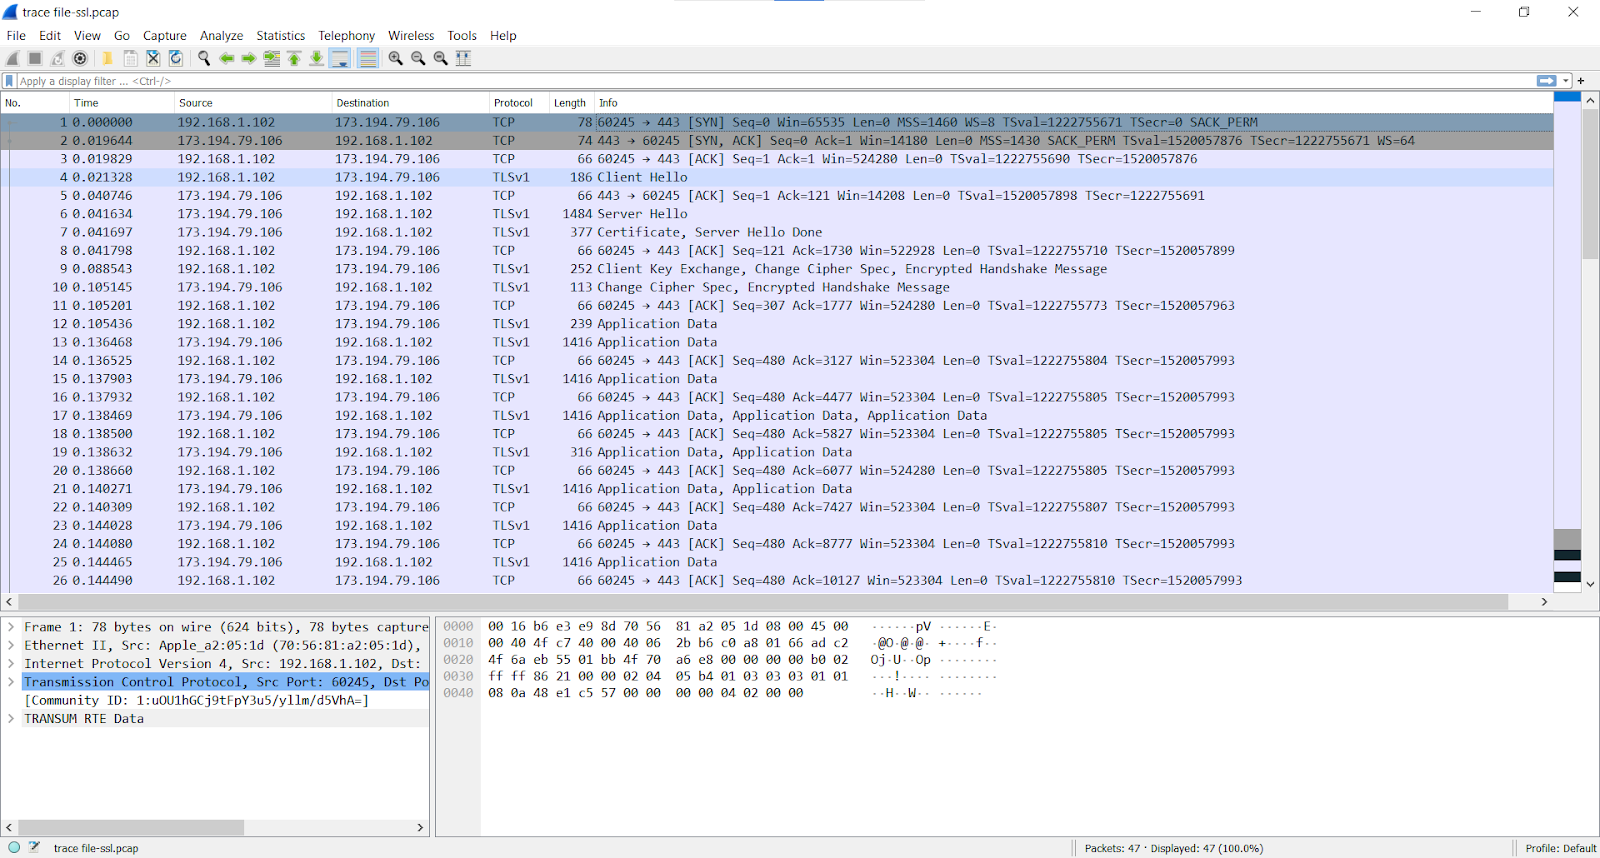 trace file-ssl.pcap
File Edit View Go Capture Analyze Statistics Telephony Wireless Tools Help
Apply a display filter ... <Ctrl-/>
No. Time Source Destination Protocol Length Info
1 0.000000 192.168.1.102 173.194.79.106 TCP 78 60245 → 443 [SYN] Seq=0 Win=65535 Len=0 MSS=1460 WS=8 TSval=1222755671 TSecr=0 SACK_PERM
2 0.019644 173.194.79.106 192.168.1.102 TCP 74 443 → 60245 [SYN, ACK] Seq=0 Ack=1 Win=14180 Len=0 MSS=1430 SACK_PERM TSval=1520057876 TSecr=1222755671 WS=64
3 0.019829 192.168.1.102 173.194.79.106 TCP 66 60245 → 443 [ACK] Seq=1 Ack=1 Win=524280 Len=0 TSval=1222755690 TSecr=1520057876
4 0.021328 192.168.1.102 173.194.79.106 TLSv1 186 Client Hello
5 0.040746 173.194.79.106 192.168.1.102 TCP 66 443 → 60245 [ACK] Seq=1 Ack=121 Win=14208 Len=0 TSval=1520057898 TSecr=1222755691
6 0.041634 173.194.79.106 192.168.1.102 TLSv1 1484 Server Hello
7 0.041697 173.194.79.106 192.168.1.102 TLSv1 377 Certificate, Server Hello Done
8 0.041798 192.168.1.102 173.194.79.106 TCP 66 60245 → 443 [ACK] Seq=121 Ack=1730 Win=522928 Len=0 TSval=1222755710 TSecr=1520057899
9 0.088543 192.168.1.102 173.194.79.106 TLSv1 252 Client Key Exchange, Change Cipher Spec, Encrypted Handshake Message
10 0.105145 173.194.79.106 192.168.1.102 TLSv1 113 Change Cipher Spec, Encrypted Handshake Message
11 0.105201 192.168.1.102 173.194.79.106 TCP 66 60245 → 443 [ACK] Seq=307 Ack=1777 Win=524280 Len=0 TSval=1222755773 TSecr=1520057963
12 0.105436 192.168.1.102 173.194.79.106 TLSv1 239 Application Data
13 0.136468 173.194.79.106 192.168.1.102 TLSv1 1416 Application Data
14 0.136525 192.168.1.102 173.194.79.106 TCP 66 60245 → 443 [ACK] Seq=480 Ack=3127 Win=523304 Len=0 TSval=1222755804 TSecr=1520057993
15 0.137903 173.194.79.106 192.168.1.102 TLSv1 1416 Application Data
16 0.137932 192.168.1.102 173.194.79.106 TCP 66 60245 → 443 [ACK] Seq=480 Ack=4477 Win=523304 Len=0 TSval=1222755805 TSecr=1520057993
17 0.138469 173.194.79.106 192.168.1.102 TLSv1 1416 Application Data, Application Data, Application Data
18 0.138500 192.168.1.102 173.194.79.106 TCP 66 60245 → 443 [ACK] Seq=480 Ack=5827 Win=523304 Len=0 TSval=1222755805 TSecr=1520057993
19 0.138632 173.194.79.106 192.168.1.102 TLSv1 316 Application Data, Application Data
20 0.138660 192.168.1.102 173.194.79.106 TCP 66 60245 → 443 [ACK] Seq=480 Ack=6077 Win=524280 Len=0 TSval=1222755805 TSecr=1520057993
21 0.140271 173.194.79.106 192.168.1.102 TLSv1 1416 Application Data, Application Data
22 0.140309 192.168.1.102 173.194.79.106 TCP 66 60245 → 443 [ACK] Seq=480 Ack=7427 Win=523304 Len=0 TSval=1222755807 TSecr=1520057993
23 0.144028 173.194.79.106 192.168.1.102 TLSv1 1416 Application Data
24 0.144080 192.168.1.102 173.194.79.106 TCP 66 60245 → 443 [ACK] Seq=480 Ack=8777 Win=523304 Len=0 TSval=1222755810 TSecr=1520057993
25 0.144465 173.194.79.106 192.168.1.102 TLSv1 1416 Application Data
26 0.144490 192.168.1.102 173.194.79.106 TCP 66 60245 → 443 [ACK] Seq=480 Ack=10127 Win=523304 Len=0 TSval=1222755810 TSecr=1520057993
Frame 1: 78 bytes on wire (624 bits), 78 bytes capture
Ethernet II, Src: Apple_a2:05:1d (70:56:81:a2:05:1d),
Internet Protocol Version 4, Src: 192.168.1.102, Dst:
Transmission Control Protocol, Src Port: 60245, Dst Po
[Community ID: 1:uOU1hGCj9tFpY3u5/yllm/d5VhA=]
TRANSUM RTE Data
0000 00 16 b6 e3 e9 8d 70 56 81 a2 05 1d 08 00 45 00 ······pV ······E·
0010 00 40 4f c7 40 00 40 06 2b b6 c0 a8 01 66 ad c2 ·@O·@·@· +····f··
0020 4f 6a eb 55 01 bb 4f 70 a6 e8 00 00 00 00 b0 02 Oj·U··Op ········
0030 ff ff 86 21 00 00 02 04 05 b4 01 03 03 03 01 01 ···!···· ········
0040 08 0a 48 e1 c5 57 00 00 00 00 04 02 00 00 ··H··W·· ······
trace file-ssl.pcap
Packets: 47 · Displayed: 47 (100.0%)
Profile: Default